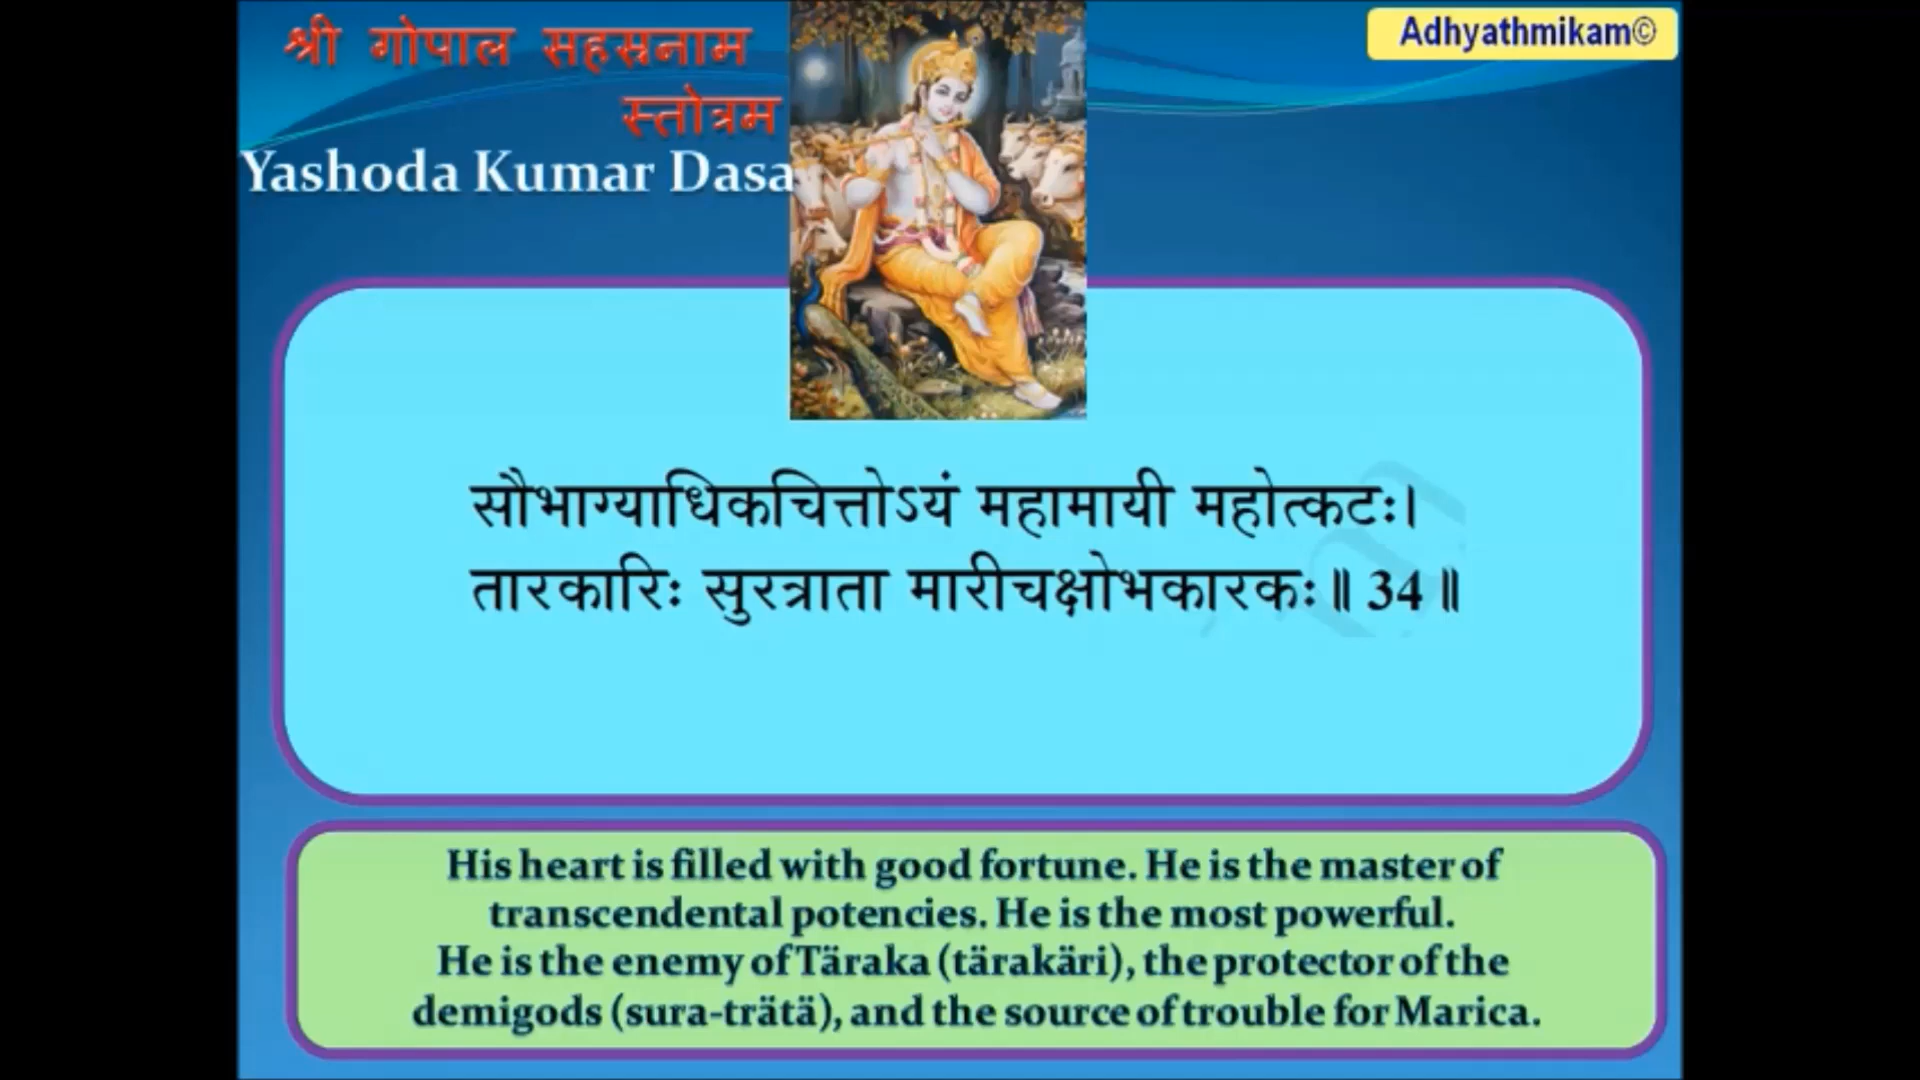 श्री गोपाल सहस्रनाम
स्तोत्रम
Yashoda Kumar Dasa
Adhyathmikam©
सौभाग्याधिकचित्तोऽयं महामायी महोत्कटः।
तारकारिः सुरत्राता मारीचक्षोभकारकः॥ 34॥
His heart is filled with good fortune. He is the master of
transcendental potencies. He is the most powerful.
He is the enemy of Täraka (tärakäri), the protector of the
demigods (sura-trätä), and the source of trouble for Marica.